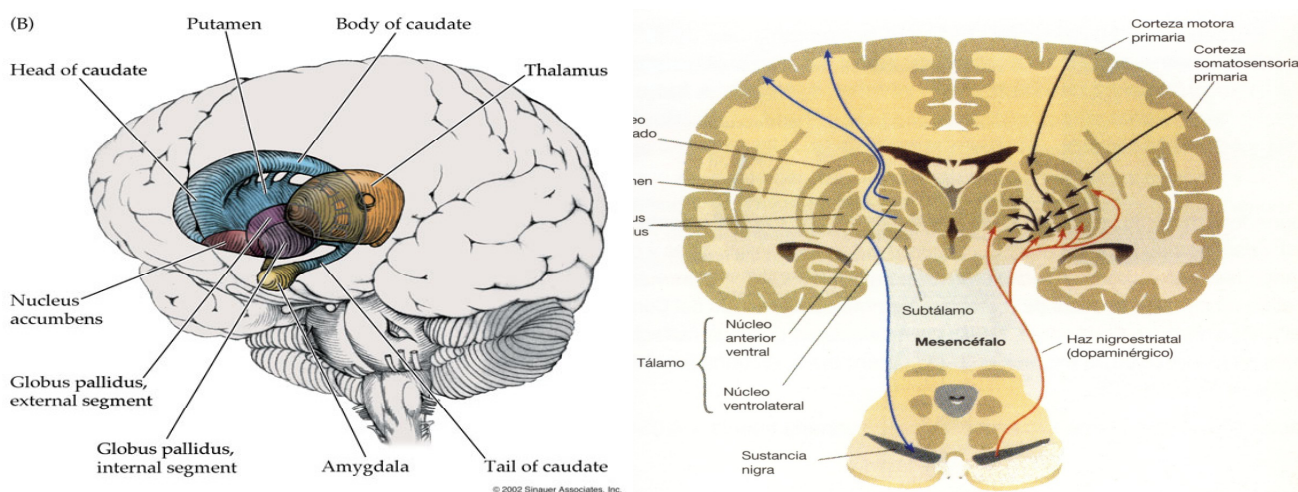 (B)
Putamen
Body of caudate
Head of caudate
Thalamus
Nucleus
accumbens
Globus pallidus,
external segment
Globus pallidus,
internal segment
Amygdala
Tail of caudate
© 2002 Sinauer Associates, Inc.
Corteza motora
primaria
Corteza
somatosensoria
primaria
Subtálamo
Mesencéfalo
Tálamo
Núcleo
anterior
ventral
Núcleo
ventrolateral
Haz nigroestriatal
(dopaminérgico)
Sustancia
nigra